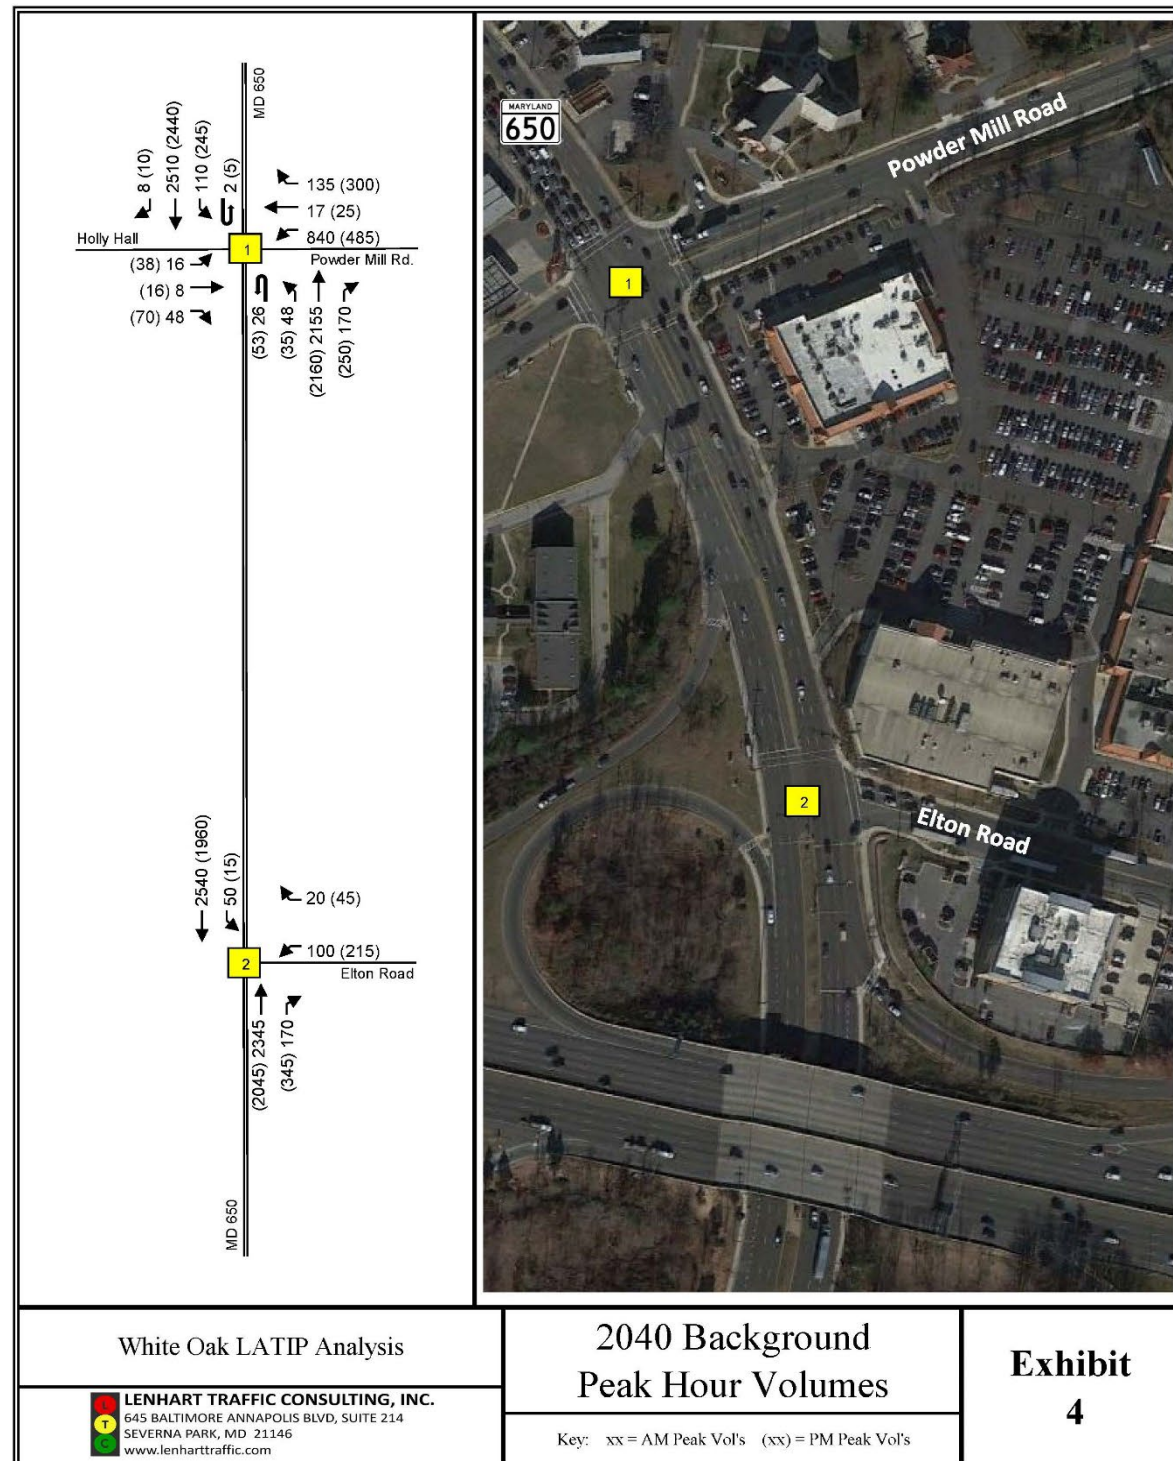 MD 650
8 (10)
2510 (2440)
110 (245)
2 (5)
135 (300)
17 (25)
840 (485)
Holly Hall
1
Powder Mill Rd.
(38) 16
(16) 8
(70) 48
(53) 26
(35) 48
(2160) 2155
(250) 170
2540 (1960)
50 (15)
20 (45)
100 (215)
2
Elton Road
(2045) 2345
(345) 170
MD 650
MARYLAND
650
Powder Mill Road
1
2
Elton Road
White Oak LATIP Analysis
L
T
C
LENHART TRAFFIC CONSULTING, INC.
645 BALTIMORE ANNAPOLIS BLVD, SUITE 214
SEVERNA PARK, MD 21146
www.lenharttraffic.com
2040 Background
Peak Hour Volumes
Key: xx = AM Peak Vol's (xx) = PM Peak Vol's
Exhibit
4